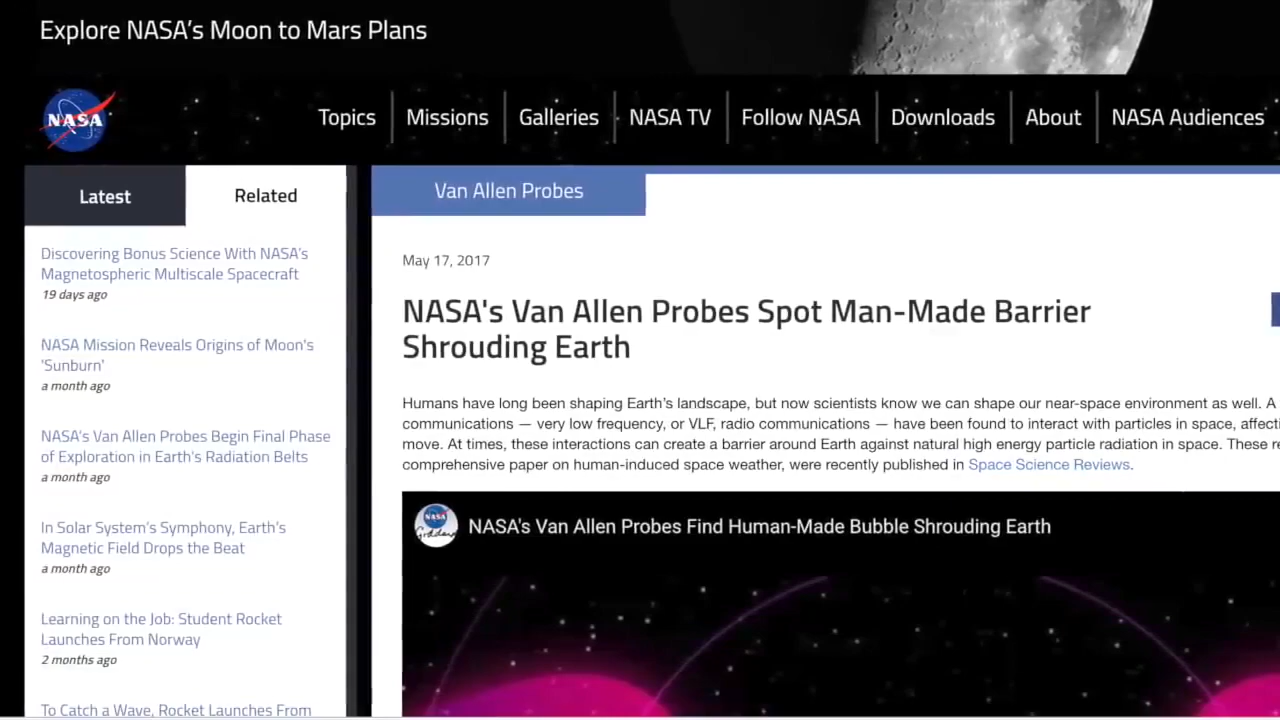 Explore NASA's Moon to Mars Plans
NASA
Topics
Missions
Galleries
NASA TV
Follow NASA
Downloads
About
NASA Audiences
Latest
Related
Discovering Bonus Science With NASA's
Magnetospheric Multiscale Spacecraft
19 days ago
NASA Mission Reveals Origins of Moon's
'Sunburn'
a month ago
NASA's Van Allen Probes Begin Final Phase
of Exploration in Earth's Radiation Belts
a month ago
In Solar System's Symphony, Earth's
Magnetic Field Drops the Beat
a month ago
Learning on the Job: Student Rocket
Launches From Norway
2 months ago
To Catch a Wave, Rocket Launches From
Van Allen Probes
May 17, 2017
NASA's Van Allen Probes Spot Man-Made Barrier
Shrouding Earth
Humans have long been shaping Earth's landscape, but now scientists know we can shape our near-space environment as well. A
communications — very low frequency, or VLF, radio communications — have been found to interact with particles in space, affecti
move. At times, these interactions can create a barrier around Earth against natural high energy particle radiation in space. These re
comprehensive paper on human-induced space weather, were recently published in Space Science Reviews.
NASA
Goddard
NASA's Van Allen Probes Find Human-Made Bubble Shrouding Earth